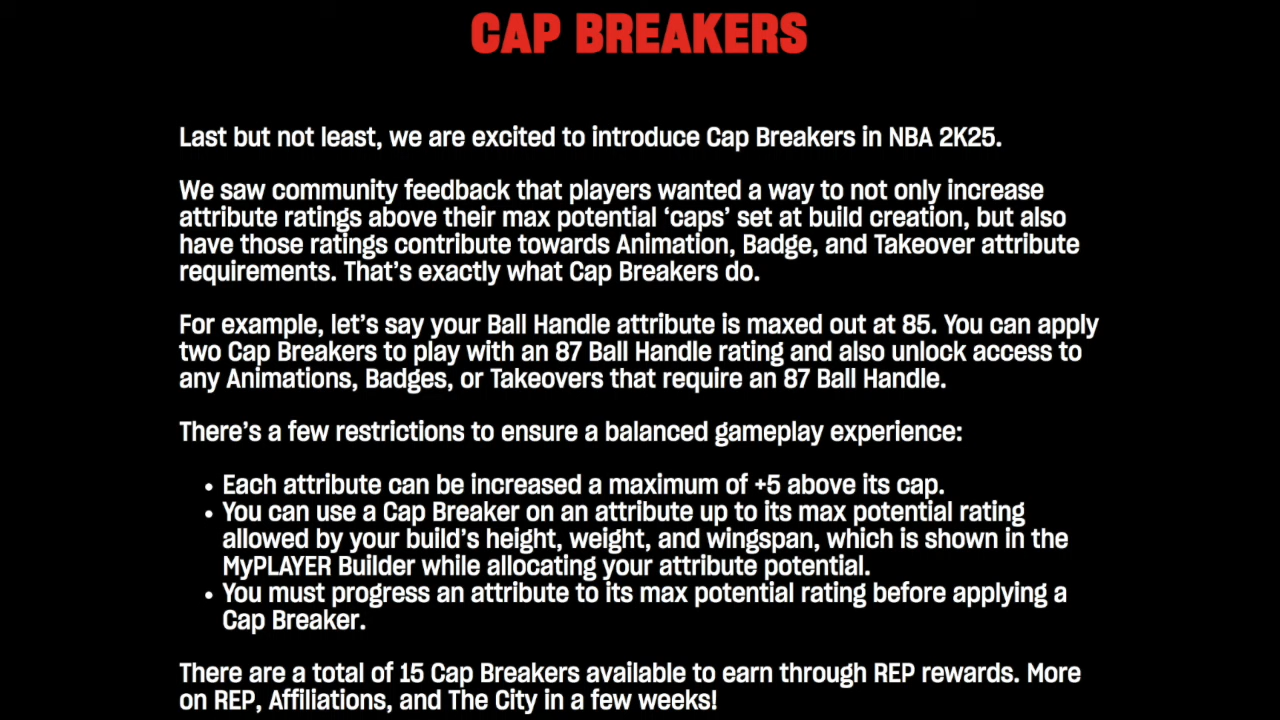 CAP BREAKERS
Last but not least, we are excited to introduce Cap Breakers in NBA 2K25.
We saw community feedback that players wanted a way to not only increase
attribute ratings above their max potential ‘caps’ set at build creation, but also
have those ratings contribute towards Animation, Badge, and Takeover attribute
requirements. That’s exactly what Cap Breakers do.
For example, let’s say your Ball Handle attribute is maxed out at 85. You can apply
two Cap Breakers to play with an 87 Ball Handle rating and also unlock access to
any Animations, Badges, or Takeovers that require an 87 Ball Handle.
There’s a few restrictions to ensure a balanced gameplay experience:
• Each attribute can be increased a maximum of +5 above its cap.
• You can use a Cap Breaker on an attribute up to its max potential rating
allowed by your build’s height, weight, and wingspan, which is shown in the
MyPLAYER Builder while allocating your attribute potential.
• You must progress an attribute to its max potential rating before applying a
Cap Breaker.
There are a total of 15 Cap Breakers available to earn through REP rewards. More
on REP, Affiliations, and The City in a few weeks!